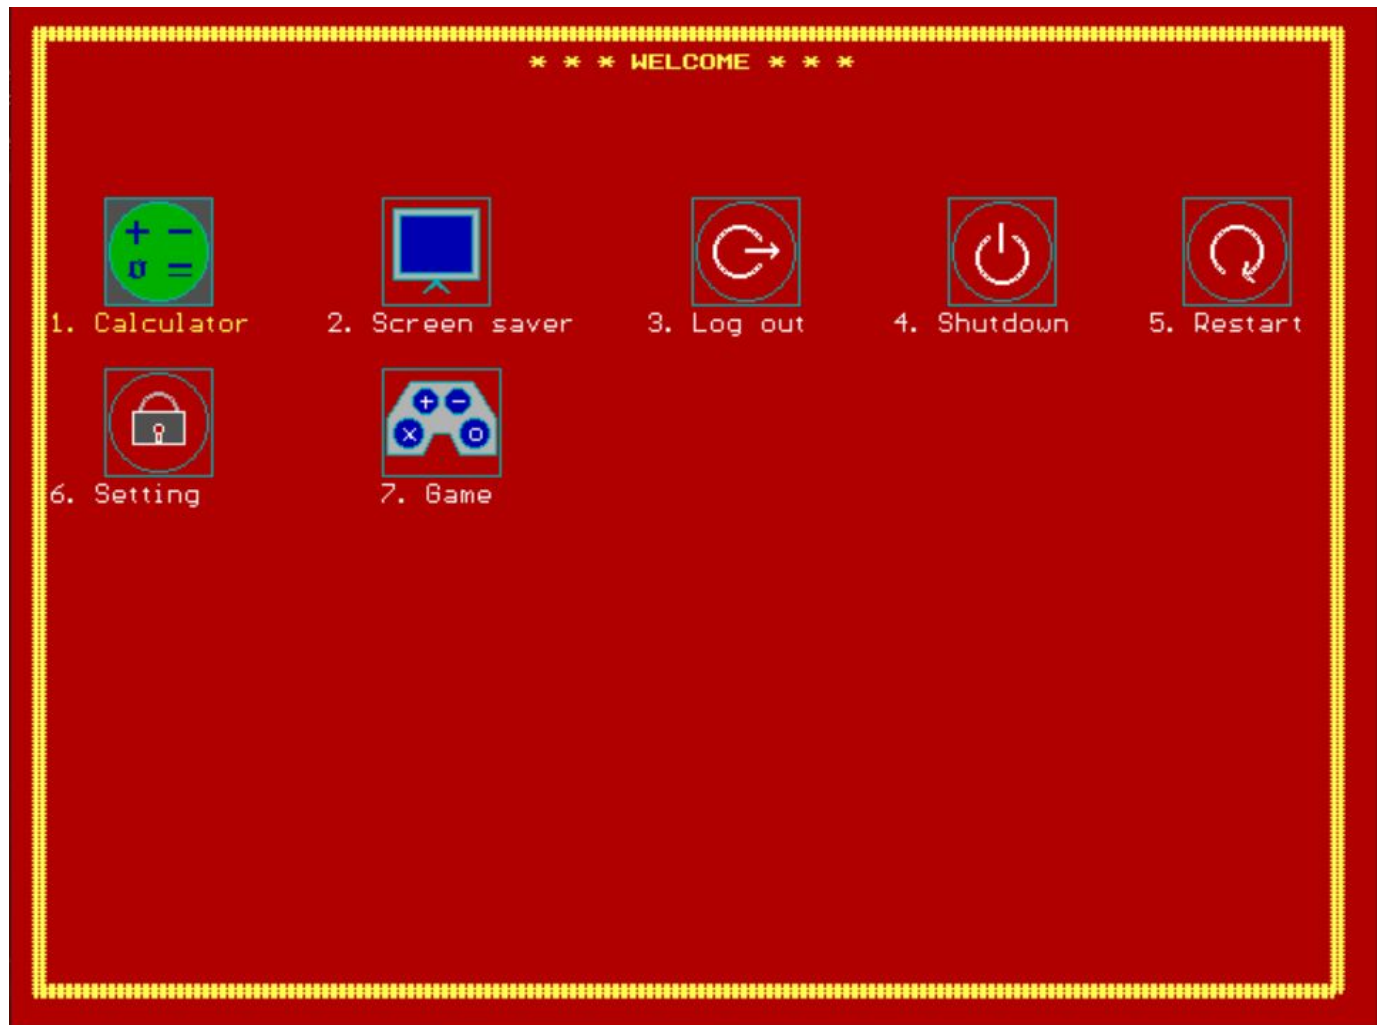 * * * WELCOME * * *
1. Calculator 2. Screen saver 3. Log out 4. Shutdown 5. Restart
6. Setting 7. Game